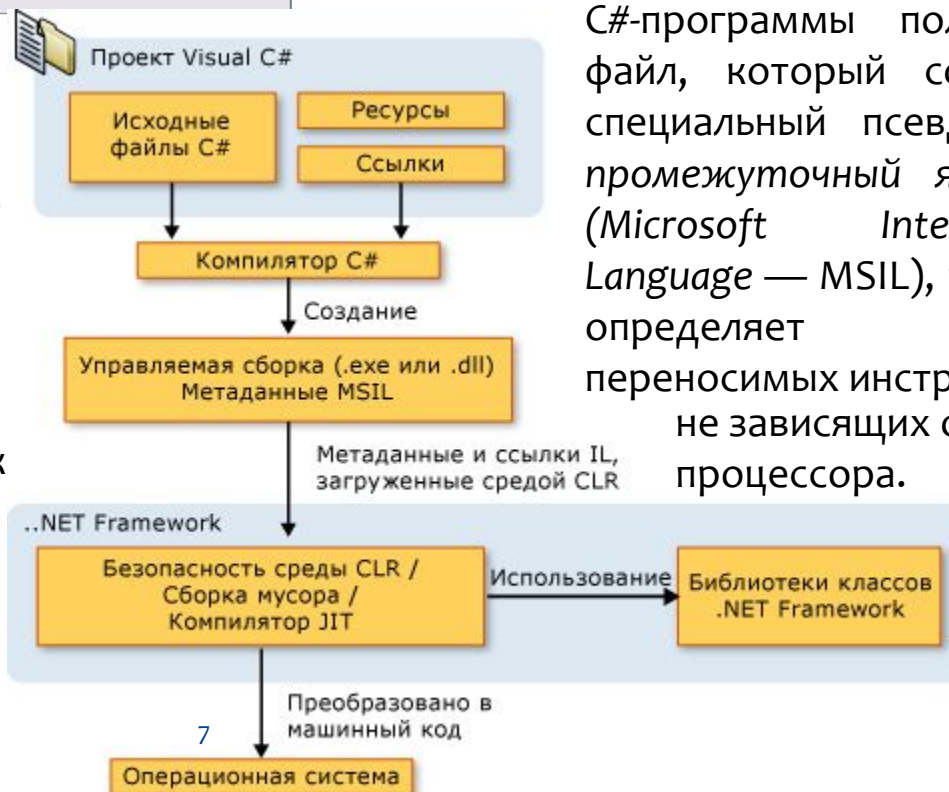 Проект Visual C#
Исходные
файлы C#
Ресурсы
Ссылки
Компилятор C#
Создание
Управляемая сборка (.exe или .dll)
Метаданные MSIL
Метаданные и ссылки IL,
загруженные средой CLR
..NET Framework
Безопасность среды CLR /
Сборка мусора /
Компилятор JIT
Использование
Библиотеки классов
.NET Framework
Преобразовано в
машинный код
7
Операционная система
C#-программы
файл, который
специальный
промежуточный
(Microsoft
Language — MSIL),
определяет
переносимых
не зависящих
процессора.